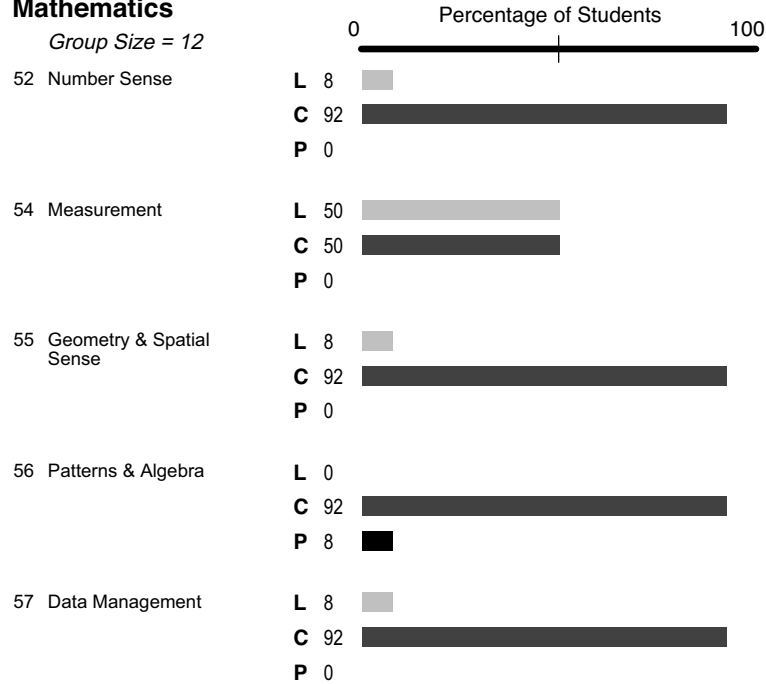 Mathematics
Group Size = 12
Percentage of Students
0 100
52 Number Sense L 8
C 92
P 0
54 Measurement L 50
C 50
P 0
55 Geometry & Spatial L 8
Sense
C 92
P 0
56 Patterns & Algebra L 0
C 92
P 8
57 Data Management L 8
C 92
P 0